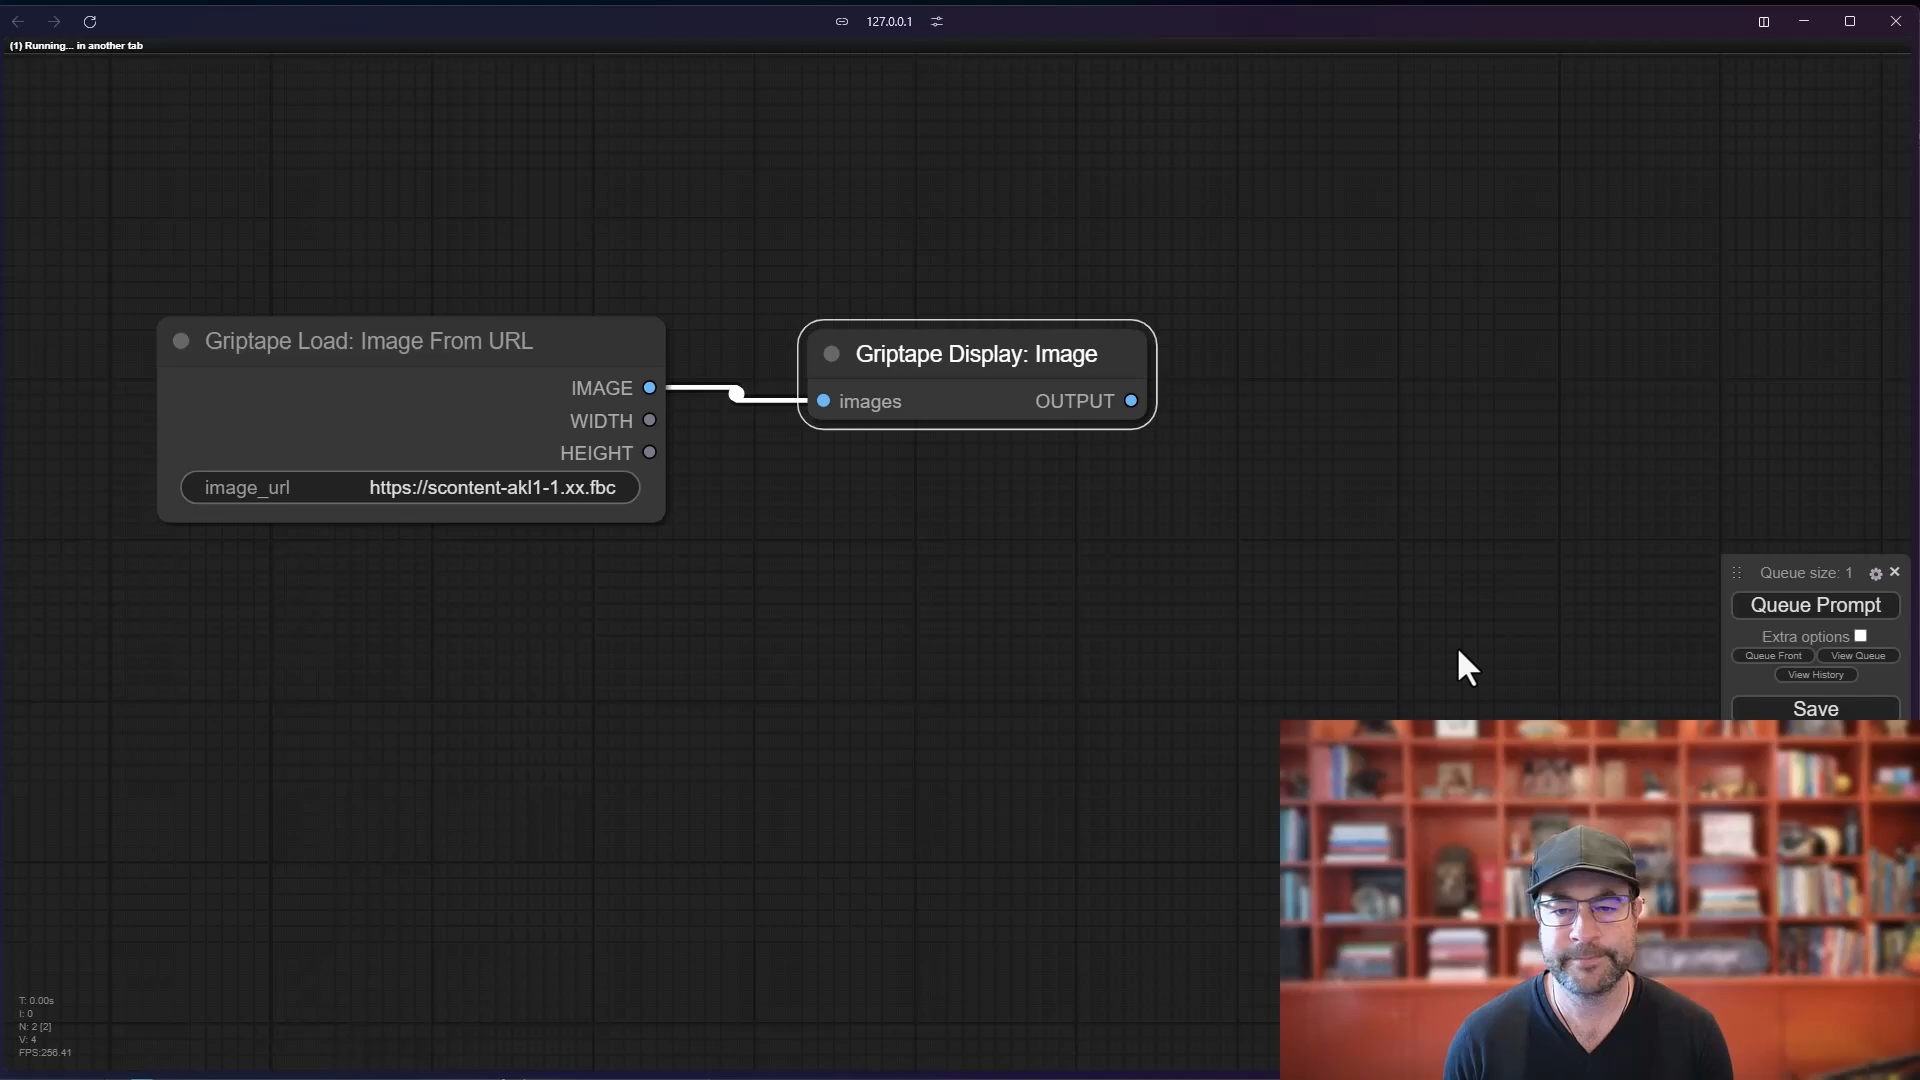 127.0.0.1
(1) Running... in another tab
Griptape Load: Image From URL
IMAGE
WIDTH
HEIGHT
image_url https://scontent-akl1-1.xx.fbc
Griptape Display: Image
images OUTPUT
Queue size: 1
Queue Prompt
Extra options
Queue Front View Queue
View History
Save
T: 0.00s
I: 0
N: 2 [2]
V: 4
FPS:256.41